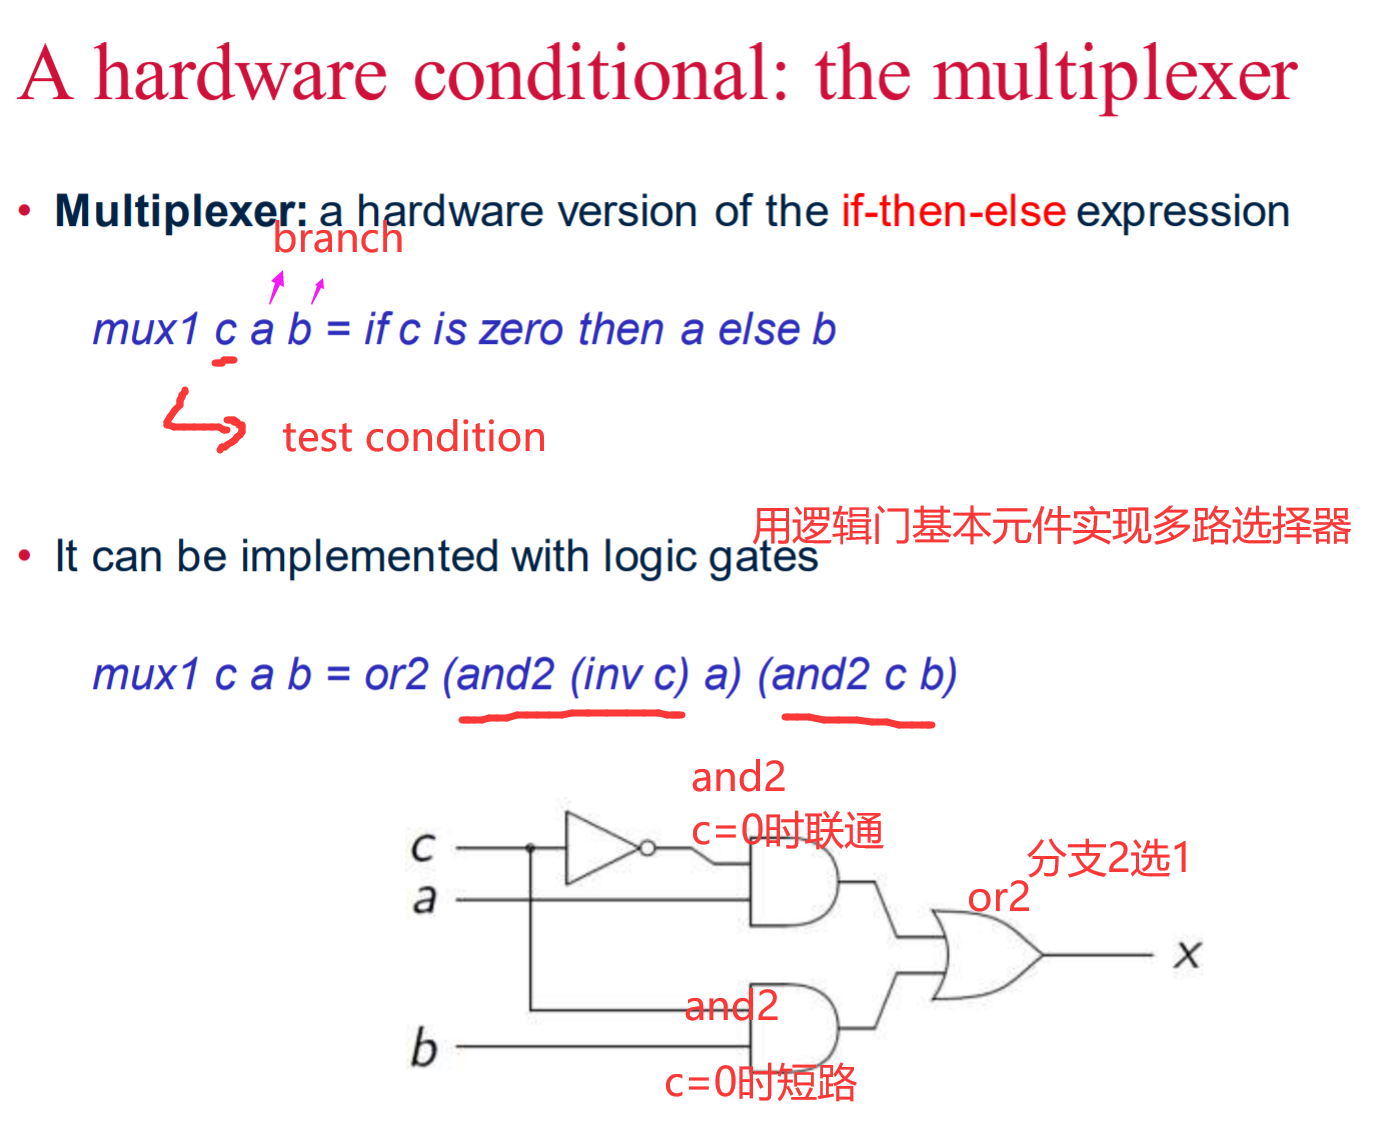 A hardware conditional: the multiplexer
• Multiplexer: a hardware version of the if-then-else expression
branch
mux1 c a b = if c is zero then a else b
test condition
用逻辑门基本元件实现多路选择器
• It can be implemented with logic gates
mux1 c a b = or2 (and2 (inv c) a) (and2 c b)
and2
c=0时联通
c
分支2选1
a
or2
x
and2
b
c=0时短路